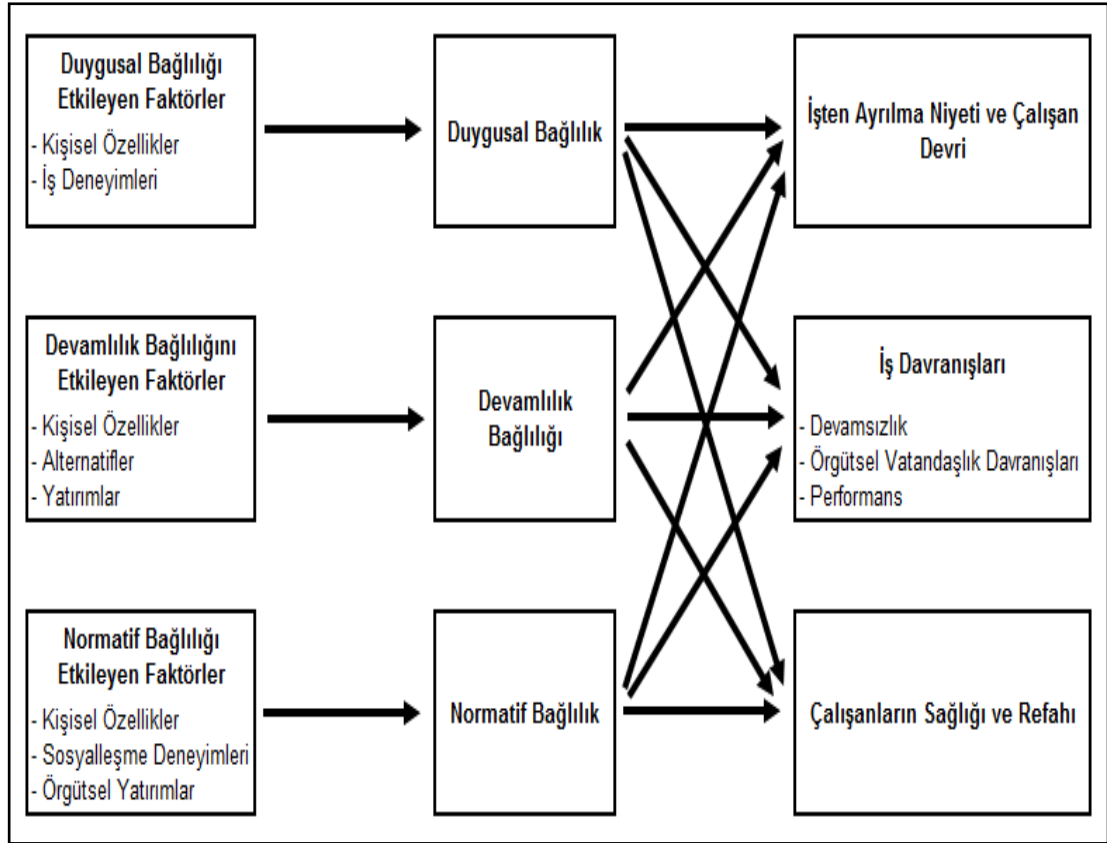 Duygusal Bağlılığı
Etkileyen Faktörler
- Kişisel Özellikler
- İş Deneyimleri
Duygusal Bağlılık
İşten Ayrılma Niyeti ve Çalışan
Devri
Devamlılık Bağlılığını
Etkileyen Faktörler
- Kişisel Özellikler
- Alternatifler
- Yatırımlar
Devamlılık
Bağlılığı
İş Davranışları
- Devamsızlık
- Örgütsel Vatandaşlık Davranışları
- Performans
Normatif Bağlılığı
Etkileyen Faktörler
- Kişisel Özellikler
- Sosyalleşme Deneyimleri
- Örgütsel Yatırımlar
Normatif Bağlılık
Çalışanların Sağlığı ve Refahı